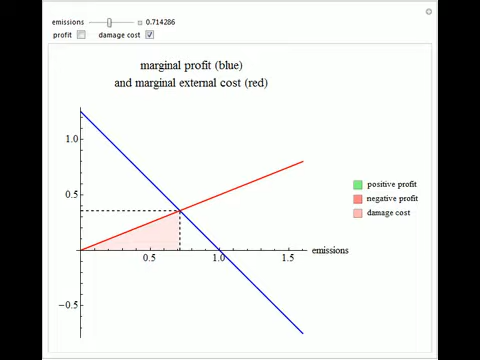 emissions 0.714286
profit damage cost
marginal profit (blue)
and marginal external cost (red)
1.0
0.5
−0.5
0.5 1.0 1.5
emissions
positive profit
negative profit
damage cost